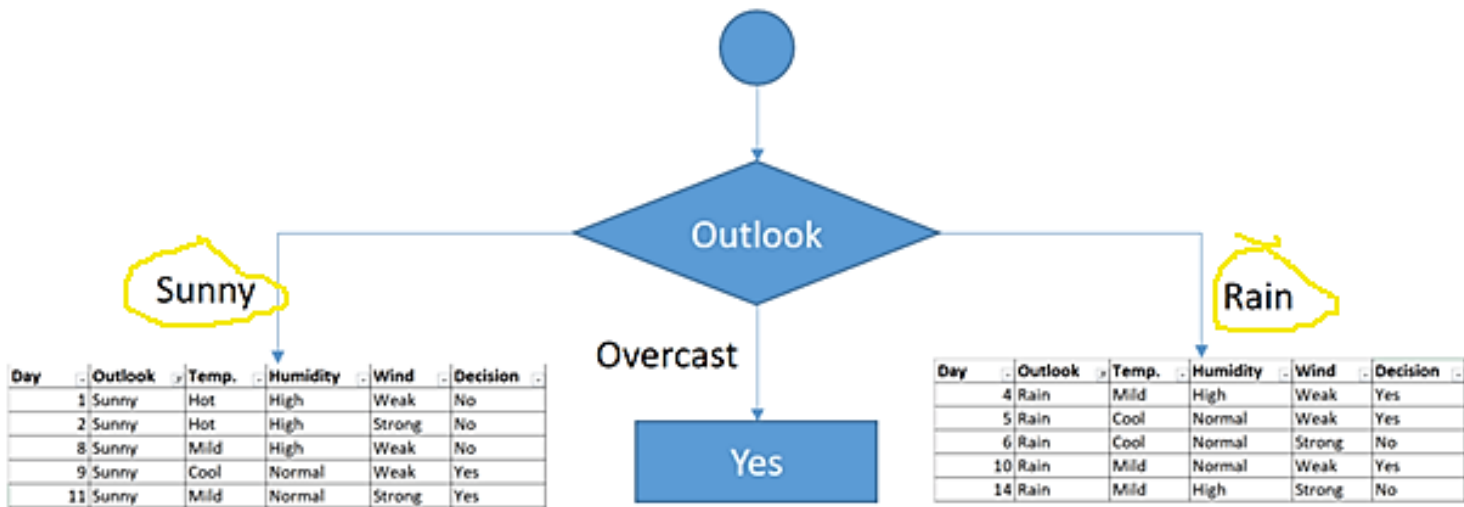 Outlook
Sunny
Rain
Overcast
Yes
Day Outlook Temp. Humidity Wind Decision
1 Sunny Hot High Weak No
2 Sunny Hot High Strong No
8 Sunny Mild High Weak No
9 Sunny Cool Normal Weak Yes
11 Sunny Mild Normal Strong Yes
Day Outlook Temp. Humidity Wind Decision
4 Rain Mild High Weak Yes
5 Rain Cool Normal Weak Yes
6 Rain Cool Normal Strong No
10 Rain Mild Normal Weak Yes
14 Rain Mild High Strong No